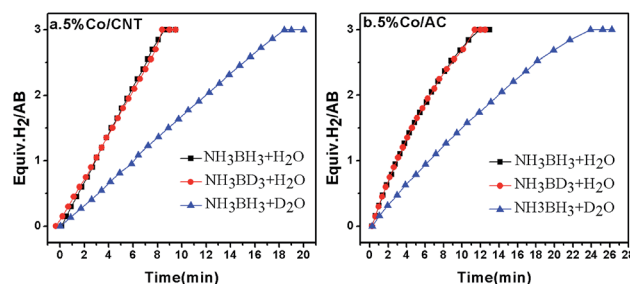 a.5%Co/CNT
Equiv.H2/AB
3
2
1
0
NH3BH3+H2O
NH3BD3+H2O
NH3BH3+D2O
0 2 4 6 8 10 12 14 16 18 20
Time(min)
b.5%Co/AC
Equiv.H2/AB
3
2
1
0
NH3BH3+H2O
NH3BD3+H2O
NH3BH3+D2O
0 2 4 6 8 10 12 14 16 18 20 22 24 26 28
Time(min)